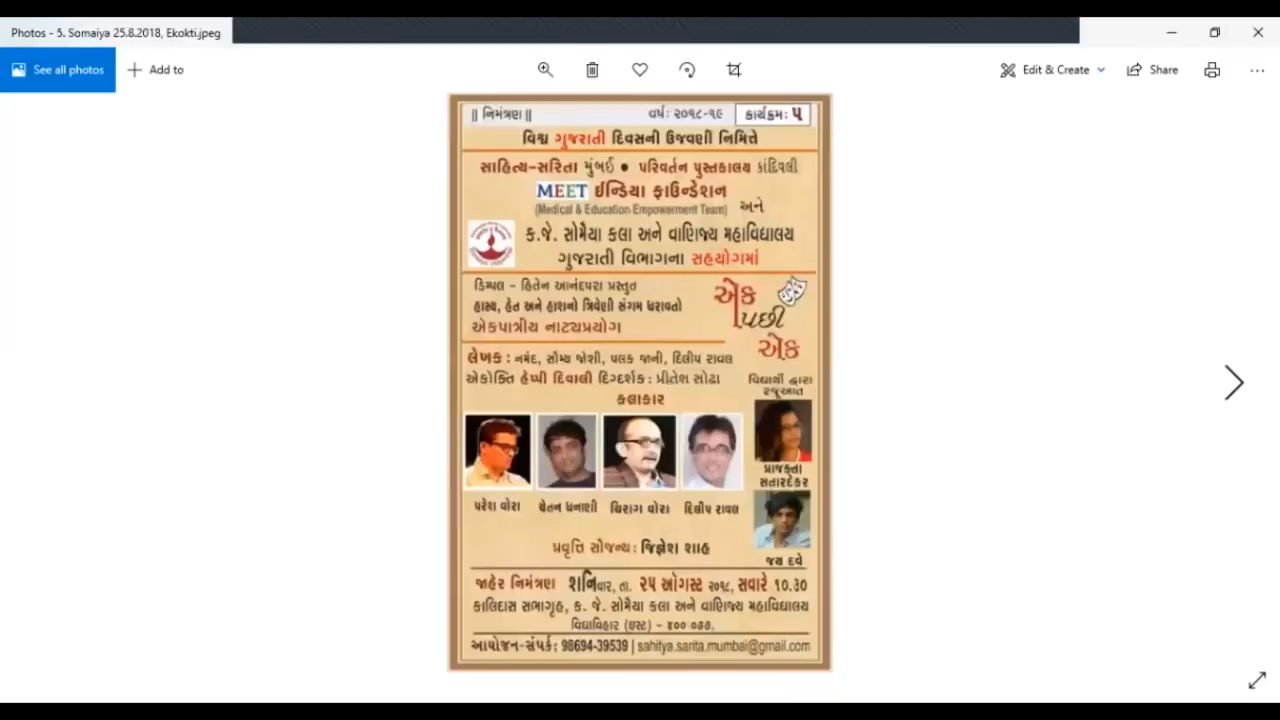 Photos - 5. Somaiya 25.8.2018, Ekokti.jpeg
See all photos
Add to
Edit & Create
Share
|| નિમંત્રણ ||
વર્ષઃ ૨૦૧૮-૧૯
કાર્યક્રમઃ ૫
વિશ્વ ગુજરાતી દિવસની ઉજવણી નિમિત્તે
સાહિત્ય-સરિતા મુંબઈ • પરિવર્તન પુસ્તકાલય કાંદિવલી
MEET ઈન્ડિયા ફાઉન્ડેશન
(Medical & Education Empowerment Team) અને
ક.જે. સોમૈયા કલા અને વાણિજ્ય મહાવિદ્યાલય
ગુજરાતી વિભાગના સહયોગમાં
ડિમ્પલ - હિતેન આનંદપરા પ્રસ્તુત
હાસ્ય, હેત અને હાશનો ત્રિવેણી સંગમ ધરાવતો
એકપાત્રીય નાટ્યપ્રયોગ
એક
પછી
એક
લેખક : નર્મદ, સૌમ્ય જોશી, પલક જાની, દિલીપ રાવલ
એકોક્તિ હેપ્પી દિવાલી દિગ્દર્શક : પ્રીતેશ સોઢા
કલાકાર
વિદ્યાર્થી દ્વારા
રજૂઆત
પરેશ વોરા
ચેતન ધનાણી
ચિરાગ વોરા
દિલીપ રાવલ
પ્રાજક્તા
સતારદેકર
જય દવે
પ્રવૃત્તિ સૌજન્ય : જિજ્ઞેશ શાહ
જાહેર નિમંત્રણ શનિવાર, તા. ૨૫ ઑગસ્ટ ૨૦૧૮, સવારે ૧૦.૩૦
કાલિદાસ સભાગૃહ, ક. જે. સોમૈયા કલા અને વાણિજ્ય મહાવિદ્યાલય
વિદ્યાવિહાર (ઇસ્ટ) - ૪૦૦ ૦૭૭.
આયોજન-સંપર્ક: 98694-39539 | sahitya.sarita.mumbai@gmail.com